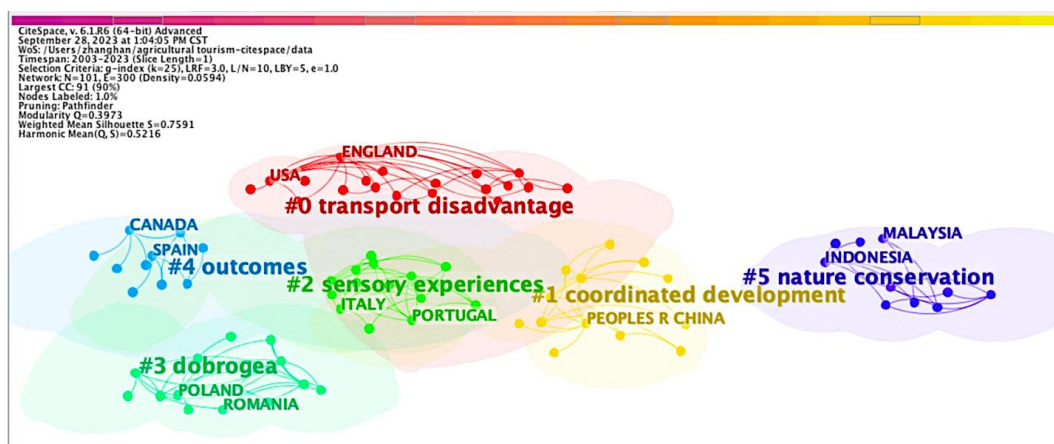 CiteSpace, v. 6.1.R6 (64-bit) Advanced
September 28, 2023 at 1:04:05 PM CST
WoS: /Users/zhanghan/agricultural tourism-citespace/data
Timespan: 2003-2023 (Slice Length=1)
Selection Criteria: g-index (k=25), LRF=3.0, L/N=10, LBY=5, e=1.0
Network: N=101, E=300 (Density=0.0594)
Largest CC: 91 (90%)
Nodes Labeled: 1.0%
Pruning: Pathfinder
Modularity Q=0.3973
Weighted Mean Silhouette S=0.7591
Harmonic Mean(Q, S)=0.5216
ENGLAND
USA
#0 transport disadvantage
CANADA
SPAIN
#4 outcomes
MALAYSIA
INDONESIA
#5 nature conservation
#2 sensory experiences
ITALY
PORTUGAL
#1 coordinated development
PEOPLES R CHINA
#3 dobrogea
POLAND
ROMANIA